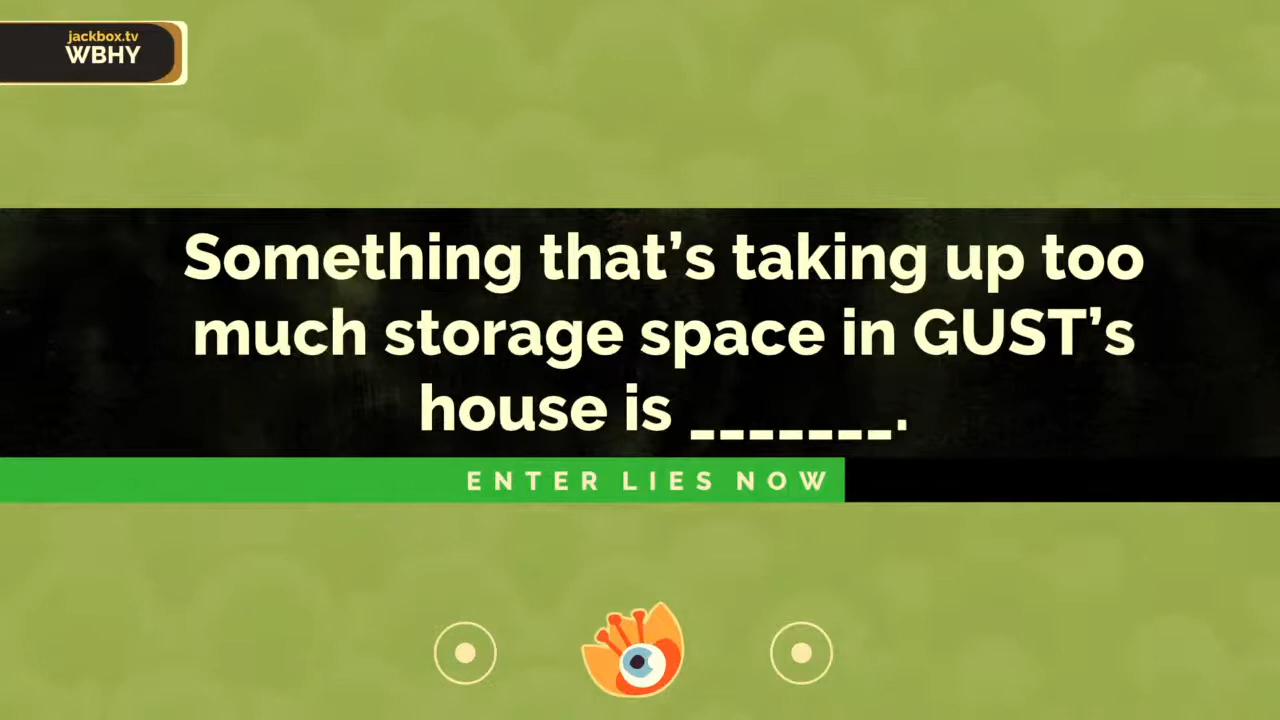 jackbox.tv
WBHY
Something that’s taking up too
much storage space in GUST’s
house is _______.
ENTER LIES NOW